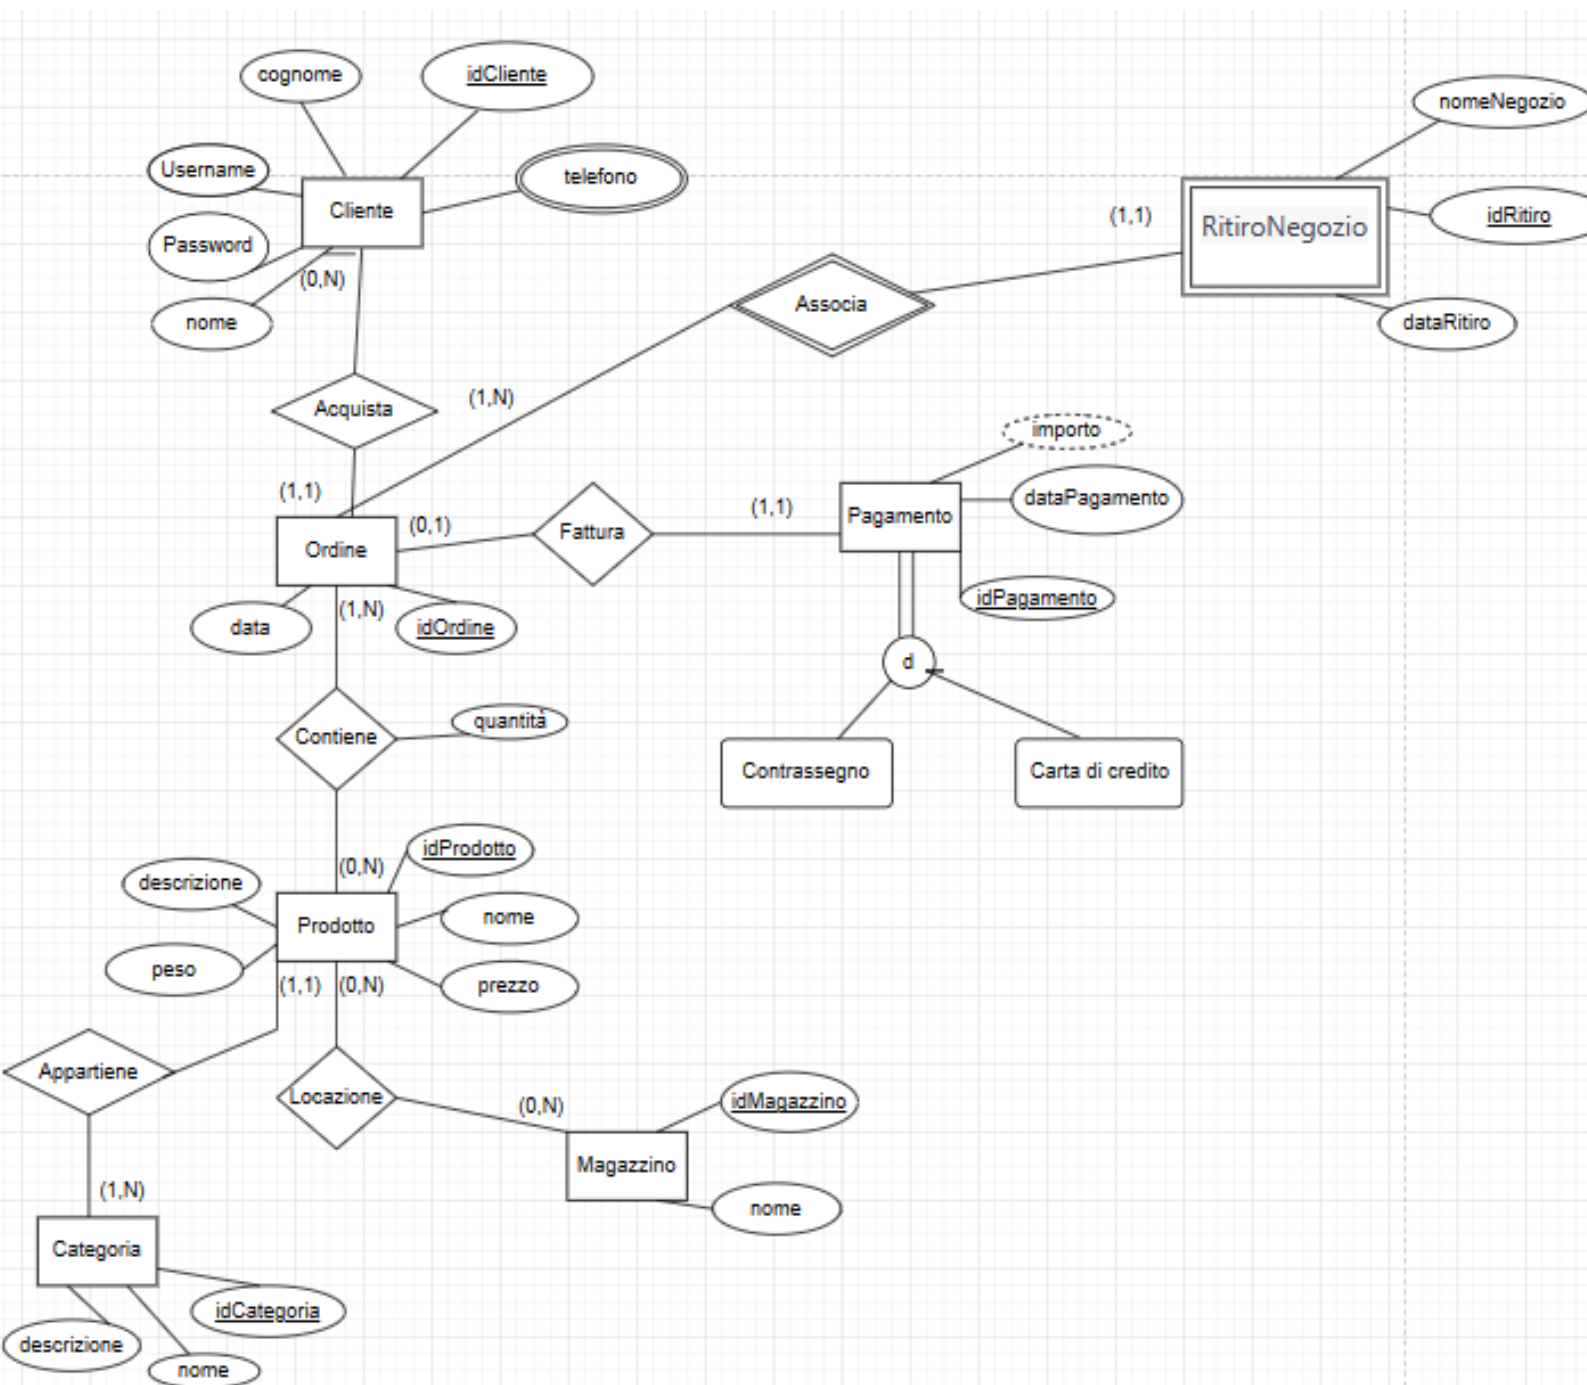 cognome
idCliente
nomeNegozio
Username
telefono
Cliente
(1,1)
RitiroNegozio
idRitiro
Password
(0,N)
Associa
nome
dataRitiro
Acquista
(1,N)
importo
(1,1)
(0,1)
(1,1)
Pagamento
dataPagamento
Ordine
Fattura
data
(1,N)
idOrdine
idPagamento
d
Contiene
quantità
Contrassegno
Carta di credito
(0,N)
idProdotto
descrizione
Prodotto
nome
peso
(1,1)
(0,N)
prezzo
Appartiene
Locazione
(0,N)
idMagazzino
Magazzino
(1,N)
nome
Categoria
idCategoria
descrizione
nome